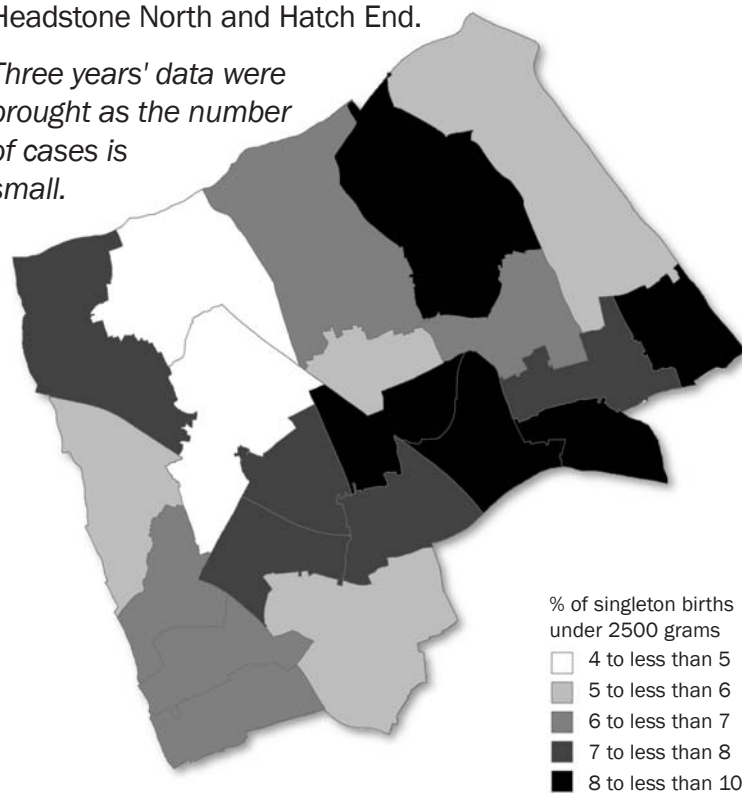 Headstone North and Hatch End.
Three years' data were
brought as the number
of cases is
small.
% of singleton births
under 2500 grams
4 to less than 5
5 to less than 6
6 to less than 7
7 to less than 8
8 to less than 10